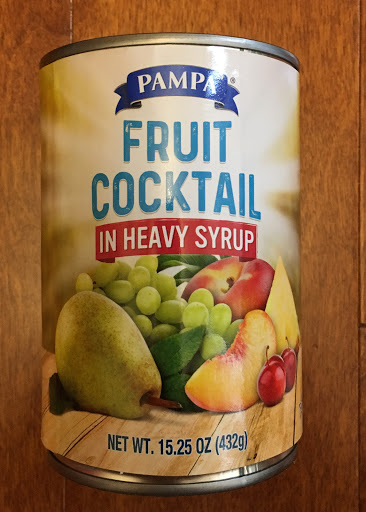 PAMPA®
FRUIT
COCKTAIL
IN HEAVY SYRUP
NET WT. 15.25 OZ (432g)